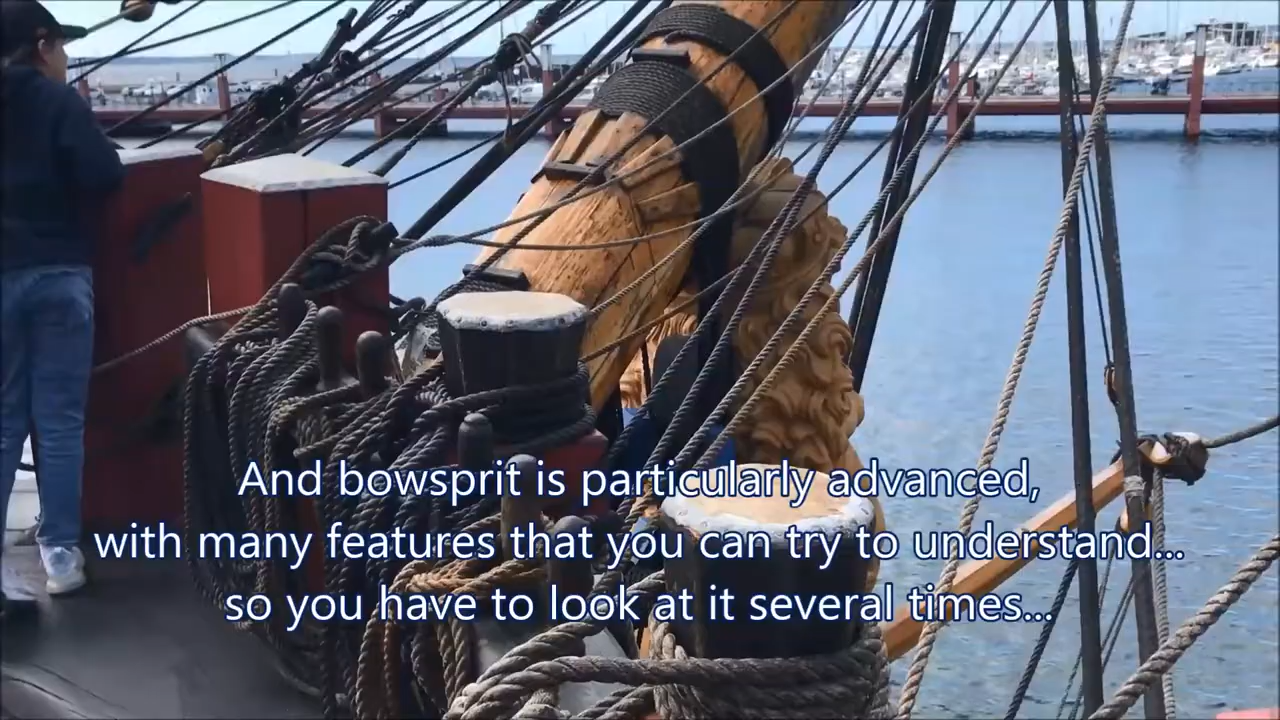 And bowsprit is particularly advanced,
with many features that you can try to understand...
so you have to look at it several times...